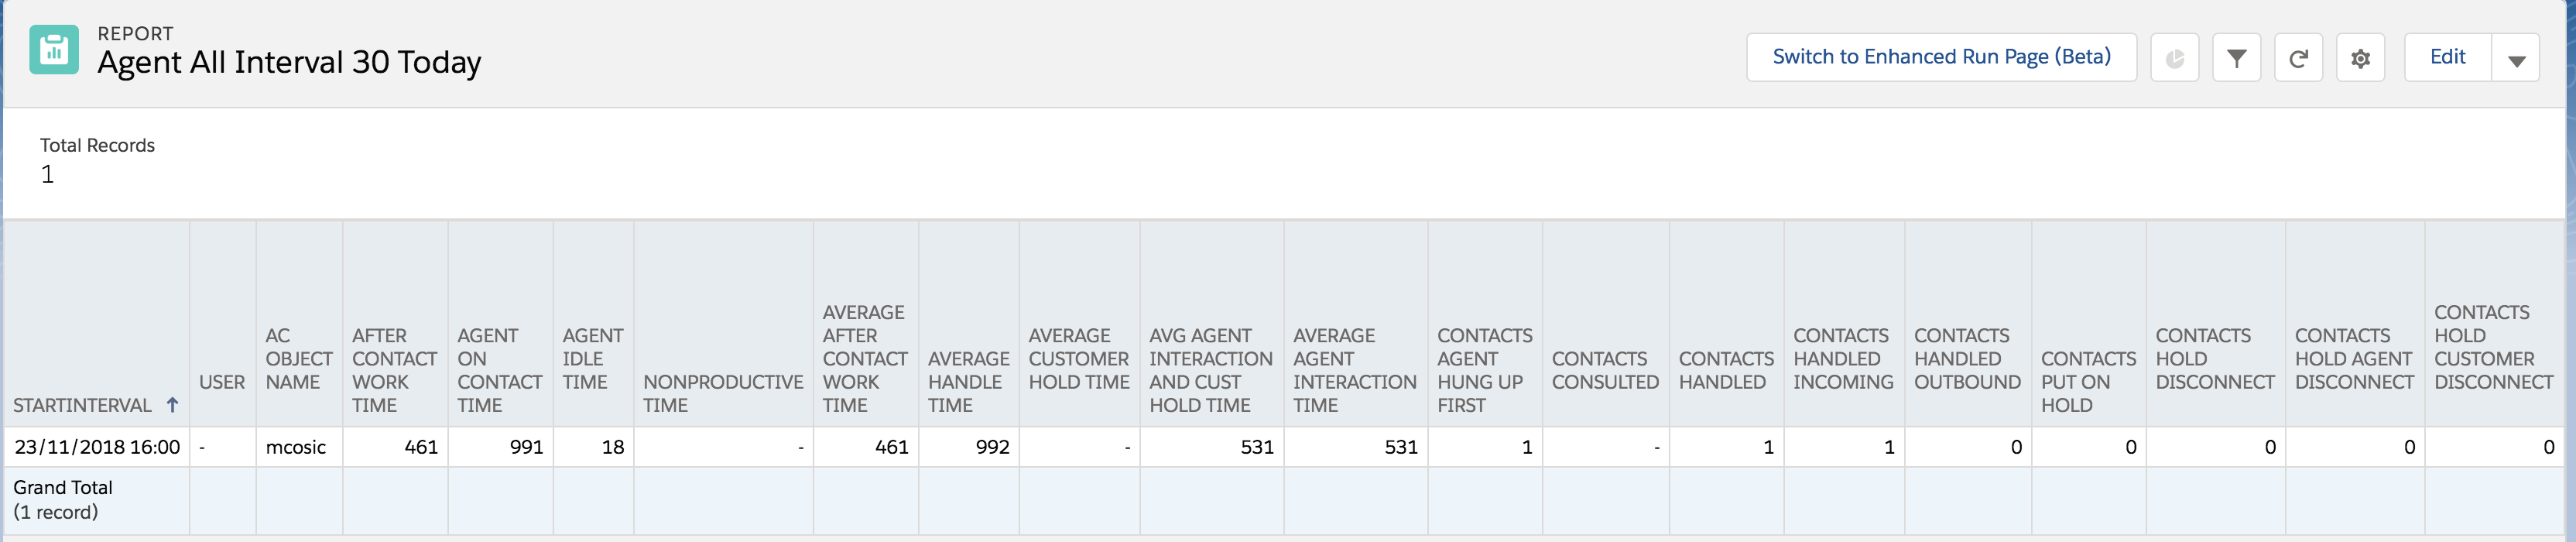 REPORT
Agent All Interval 30 Today
Switch to Enhanced Run Page (Beta)
Edit
Total Records
1
STARTINTERVAL ↑
USER
AC
OBJECT
NAME
AFTER
CONTACT
WORK
TIME
AGENT
ON
CONTACT
TIME
AGENT
IDLE
TIME
NONPRODUCTIVE
TIME
AVERAGE
AFTER
CONTACT
WORK
TIME
AVERAGE
HANDLE
TIME
AVERAGE
CUSTOMER
HOLD TIME
AVG AGENT
INTERACTION
AND CUST
HOLD TIME
AVERAGE
AGENT
INTERACTION
TIME
CONTACTS
AGENT
HUNG UP
FIRST
CONTACTS
CONSULTED
CONTACTS
HANDLED
CONTACTS
HANDLED
INCOMING
CONTACTS
HANDLED
OUTBOUND
CONTACTS
PUT ON
HOLD
CONTACTS
HOLD
DISCONNECT
CONTACTS
HOLD AGENT
DISCONNECT
CONTACTS
HOLD
CUSTOMER
DISCONNECT
23/11/2018 16:00 - mcosic 461 991 18 - 461 992 - 531 531 1 - 1 1 0 0 0 0 0
Grand Total
(1 record)